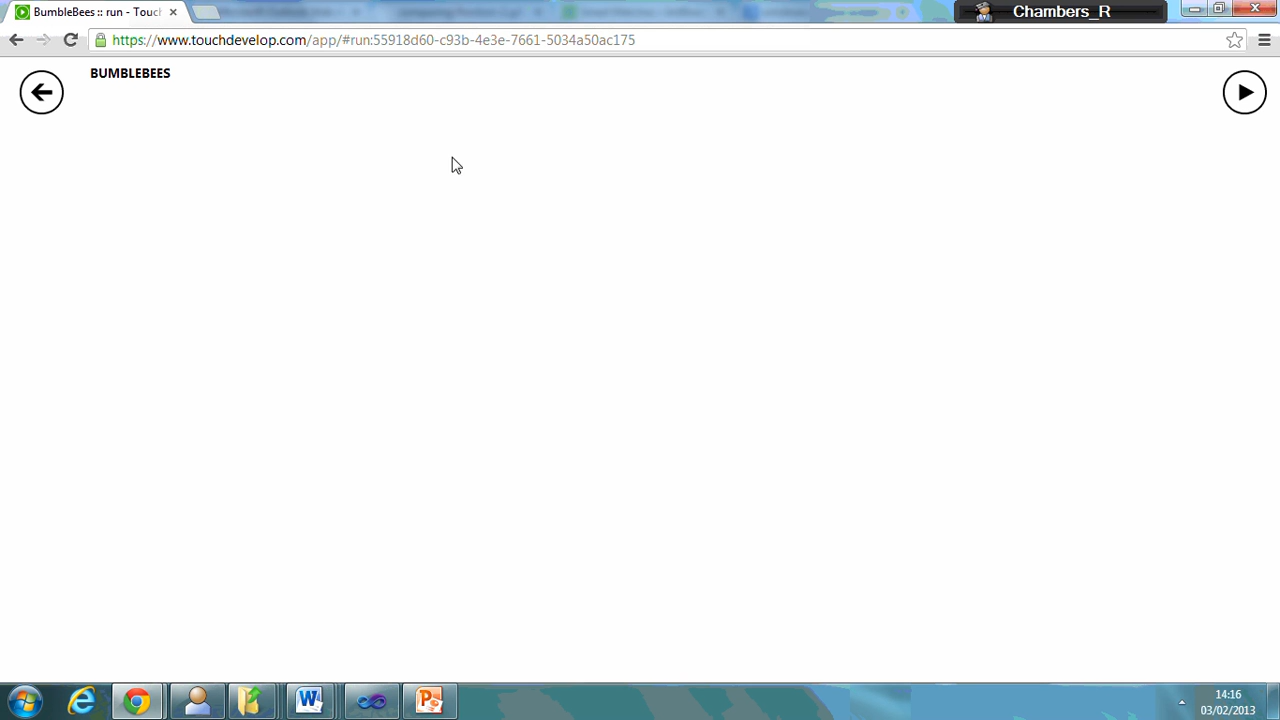 BumbleBees :: run - Touch
Chambers_R
https://www.touchdevelop.com/app/#run:55918d60-c93b-4e3e-7661-5034a50ac175
BUMBLEBEES
14:16
03/02/2013